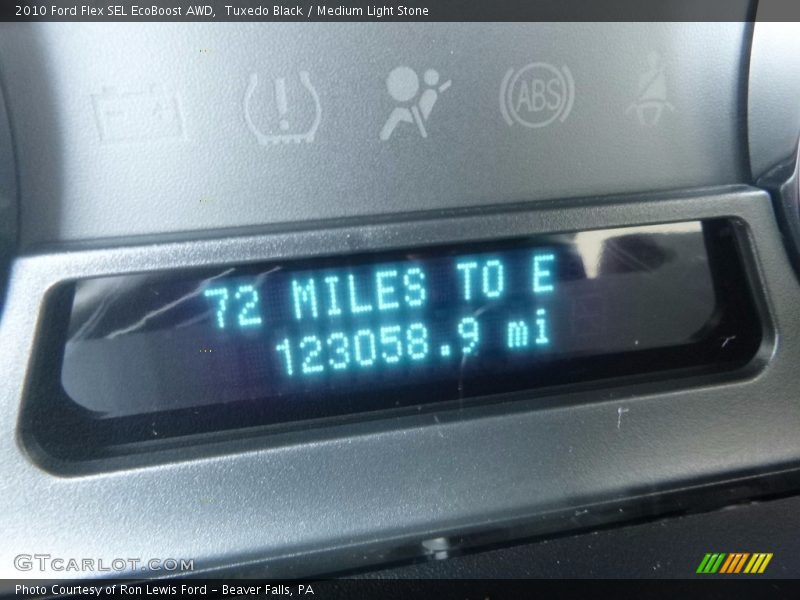 2010 Ford Flex SEL EcoBoost AWD,  Tuxedo Black / Medium Light Stone
ABS
72 MILES TO E
123058.9 mi
GTcarlot.com
Photo Courtesy of Ron Lewis Ford - Beaver Falls, PA